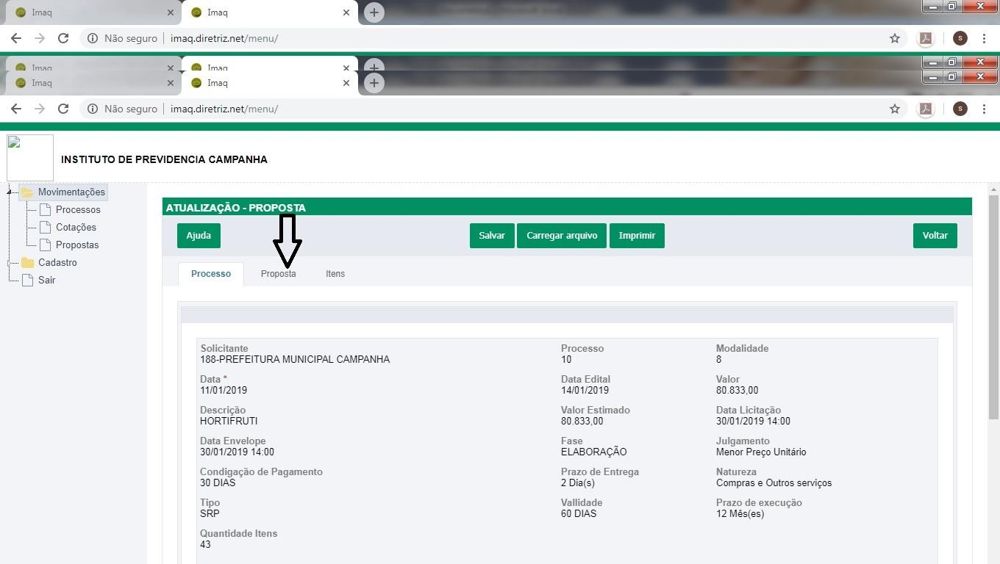 Imaq
Imaq
Não seguro imaq.diretriz.net/menu/
S
Imaq
Imaq
Imaq
Imaq
Não seguro imaq.diretriz.net/menu/
S
INSTITUTO DE PREVIDENCIA CAMPANHA
Movimentações
Processos
Cotações
Propostas
Cadastro
Sair
ATUALIZAÇÃO - PROPOSTA
Ajuda Salvar Carregar arquivo Imprimir Voltar
Processo Proposta Itens
Solicitante Processo Modalidade
188-PREFEITURA MUNICIPAL CAMPANHA 10 8
Data * Data Edital Valor
11/01/2019 14/01/2019 80.833,00
Descrição Valor Estimado Data Licitação
HORTIFRUTI 80.833,00 30/01/2019 14:00
Data Envelope Fase Julgamento
30/01/2019 14:00 ELABORAÇÃO Menor Preço Unitário
Condigação de Pagamento Prazo de Entrega Natureza
30 DIAS 2 Dia(s) Compras e Outros serviços
Tipo Vallidade Prazo de execução
SRP 60 DIAS 12 Mês(es)
Quantidade Itens
43